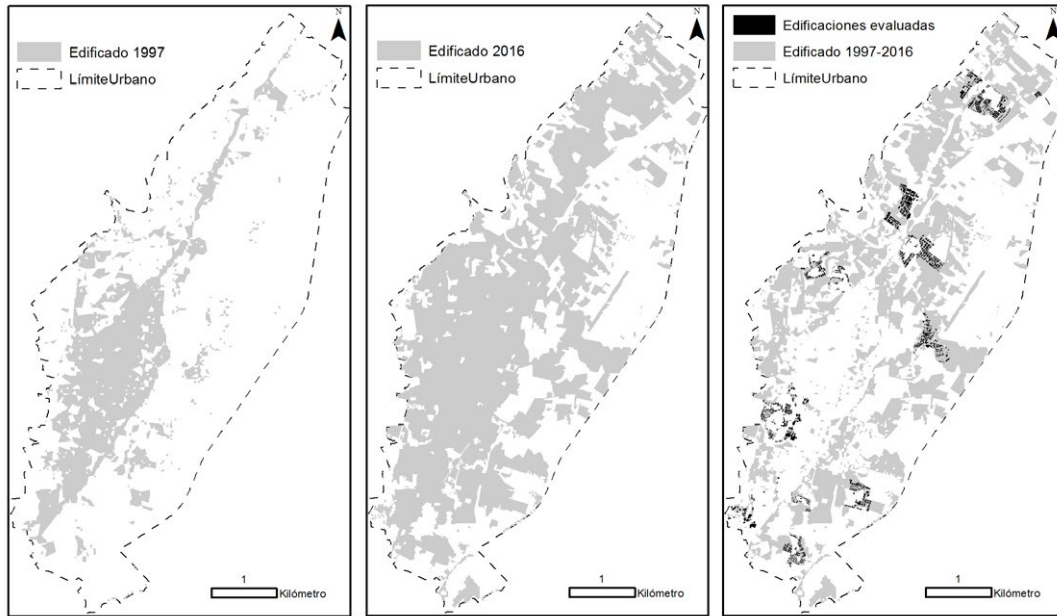 N
Edificado 1997
LímiteUrbano
1
Kilómetro
N
Edificado 2016
LímiteUrbano
1
Kilómetro
N
Edificaciones evaluadas
Edificado 1997-2016
LímiteUrbano
1
Kilómetro